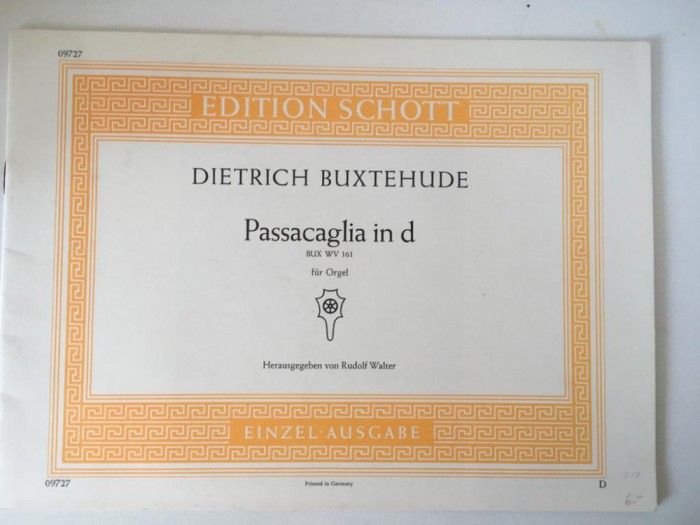 09727
EDITION SCHOTT
DIETRICH BUXTEHUDE
Passacaglia in d
BUX WV 161
für Orgel
Herausgegeben von Rudolf Walter
EINZEL-AUSGABE
09727
Printed in Germany
D
6.-